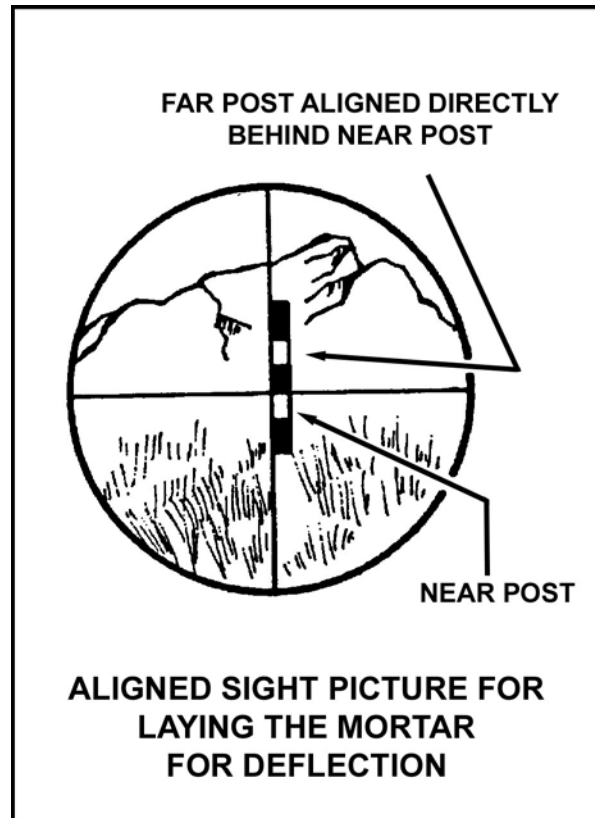 FAR POST ALIGNED DIRECTLY
BEHIND NEAR POST
NEAR POST
ALIGNED SIGHT PICTURE FOR
LAYING THE MORTAR
FOR DEFLECTION